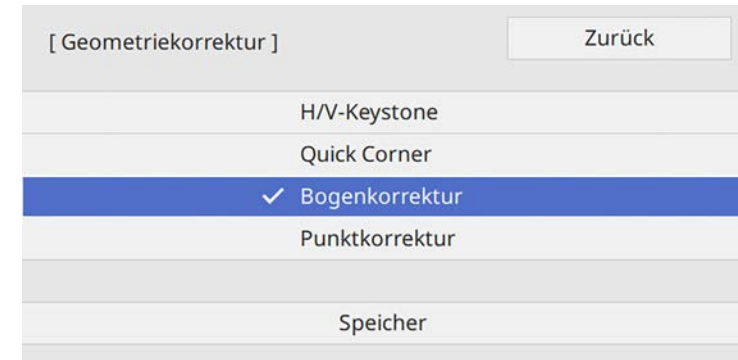 [ Geometriekorrektur ]
Zurück
H/V-Keystone
Quick Corner
Bogenkorrektur
Punktkorrektur
Speicher